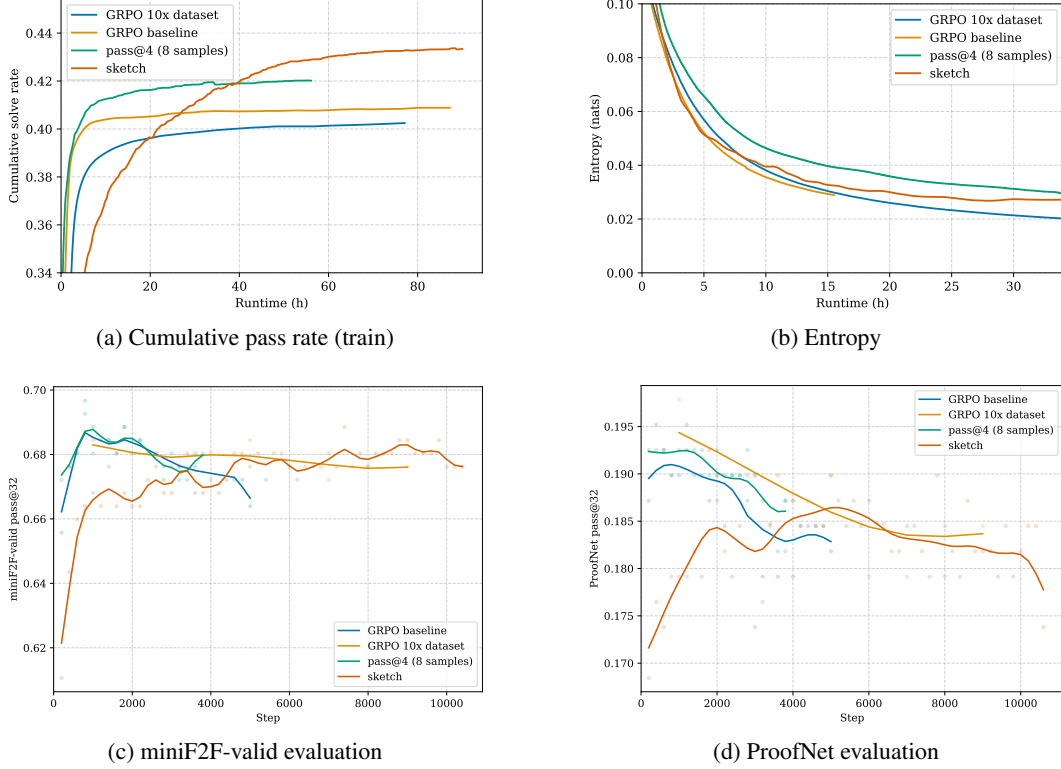 GRPO 10x dataset
GRPO baseline
pass@4 (8 samples)
sketch
0.44
0.42
0.40
0.38
0.36
0.34
Cumulative solve rate
0
20
40
60
80
Runtime (h)
(a) Cumulative pass rate (train)
GRPO 10x dataset
GRPO baseline
pass@4 (8 samples)
sketch
0.10
0.08
0.06
0.04
0.02
0.00
Entropy (nats)
0
5
10
15
20
25
30
Runtime (h)
(b) Entropy
0.70
0.68
0.66
0.64
0.62
miniF2F-valid pass@32
GRPO baseline
GRPO 10x dataset
pass@4 (8 samples)
sketch
0
2000
4000
6000
8000
10000
Step
(c) miniF2F-valid evaluation
GRPO baseline
GRPO 10x dataset
pass@4 (8 samples)
sketch
0.195
0.190
0.185
0.180
0.175
0.170
ProofNet pass@32
0
2000
4000
6000
8000
10000
Step
(d) ProofNet evaluation